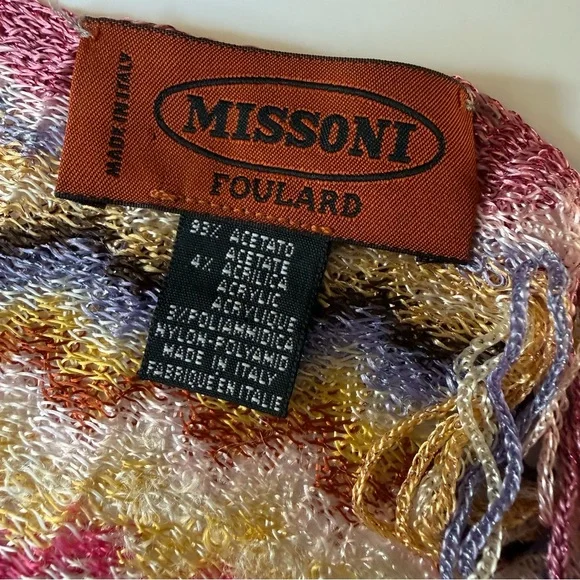 MADE IN ITALY
MISSONI
FOULARD
93% ACETATO
ACETATE
4% ACRILICA
ACRYLIC
ACRYLIQUE
3% POLIAMMIDICA
NYLON-POLYAMID
MADE IN ITALY
FABRIQUE EN ITALIE